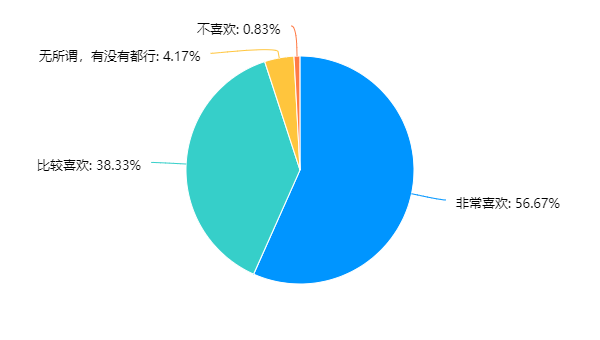 不喜欢: 0.83%
无所谓，有没有都行: 4.17%
比较喜欢: 38.33%
非常喜欢: 56.67%